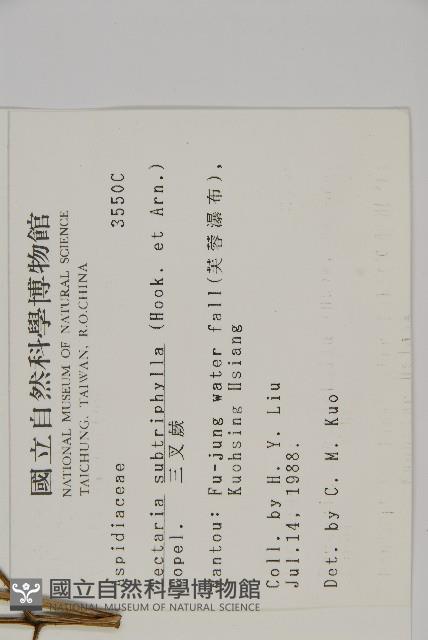 國立自然科學博物館
NATIONAL MUSEUM OF NATURAL SCIENCE
TAICHUNG, TAIWAN, R.O.CHINA
spidiaceae 3550C
ectaria subtriphylla (Hook. et Arn.)
opel. 三叉蕨
antou: Fu-jung water fall(芙蓉瀑布),
Kuohsing Hsiang
Coll. by H. Y. Liu
Jul.14, 1988.
Det. by C. M. Kuo
國立自然科學博物館
NATIONAL MUSEUM OF NATURAL SCIENCE